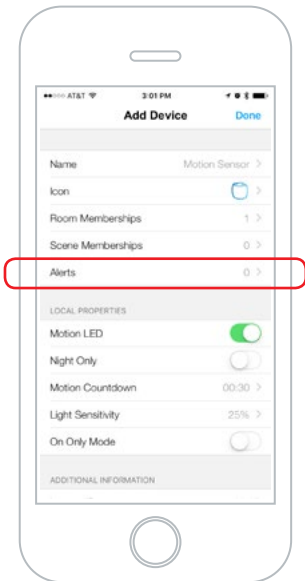 AT&T 3:01 PM
Add Device Done
Name Motion Sensor >
Icon >
Room Memberships 1 >
Scene Memberships 0 >
Alerts 0 >
LOCAL PROPERTIES
Motion LED
Night Only
Motion Countdown 00:30 >
Light Sensitivity 25% >
On Only Mode
ADDITIONAL INFORMATION